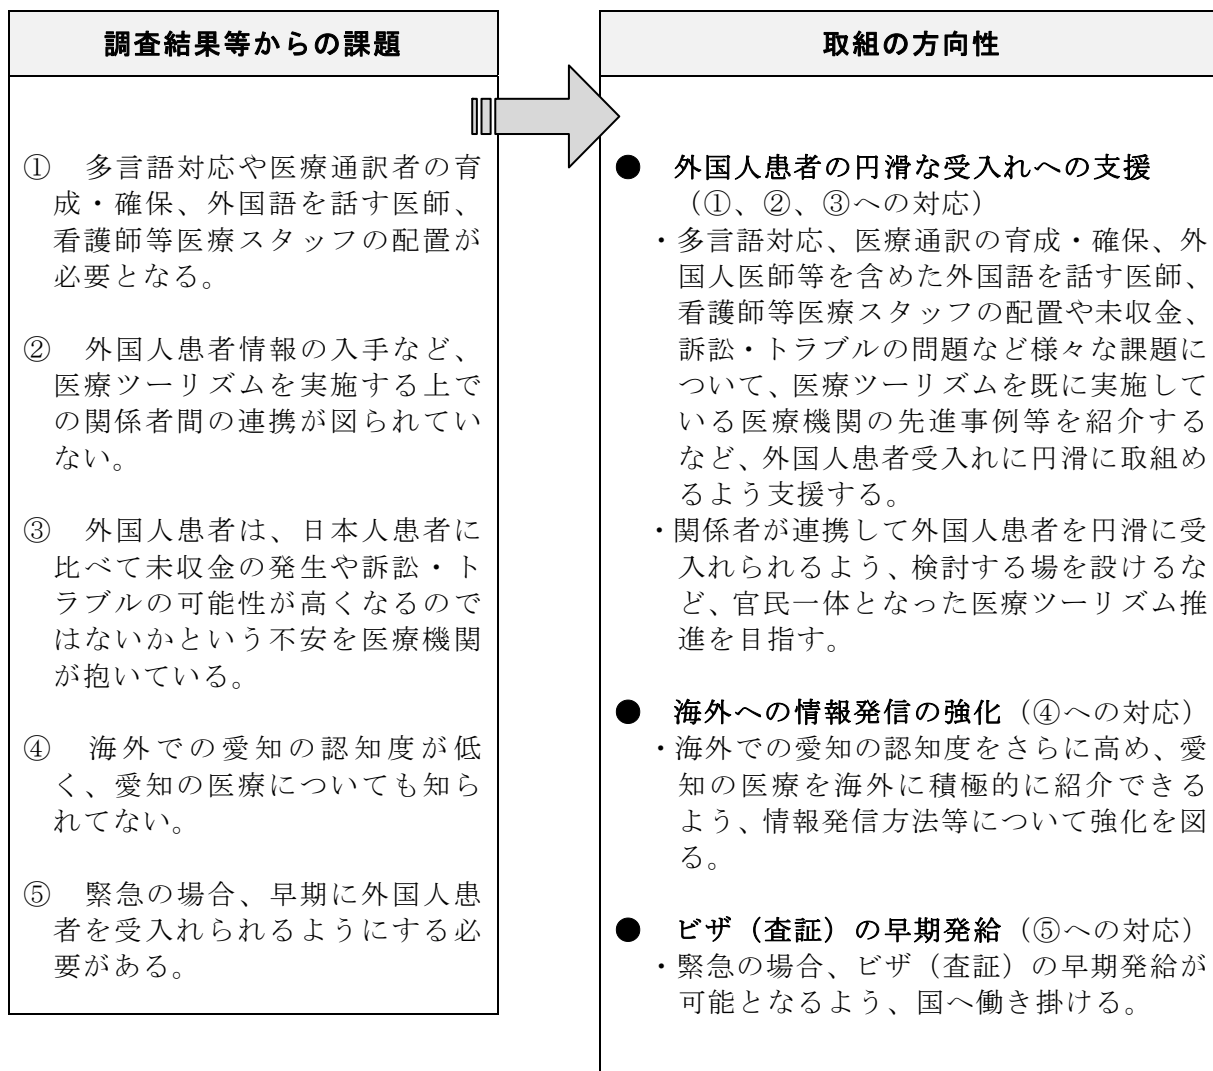 調査結果等からの課題
① 多言語対応や医療通訳者の育
成・確保、外国語を話す医師、
看護師等医療スタッフの配置が
必要となる。
② 外国人患者情報の入手など、
医療ツーリズムを実施する上で
の関係者間の連携が図られてい
ない。
③ 外国人患者は、日本人患者に
比べて未収金の発生や訴訟・ト
ラブルの可能性が高くなるので
はないかという不安を医療機関
が抱いている。
④ 海外での愛知の認知度が低
く、愛知の医療についても知ら
れてない。
⑤ 緊急の場合、早期に外国人患
者を受入れられるようにする必
要がある。
取組の方向性
● 外国人患者の円滑な受入れへの支援
（①、②、③への対応）
・多言語対応、医療通訳の育成・確保、外
国人医師等を含めた外国語を話す医師、
看護師等医療スタッフの配置や未収金、
訴訟・トラブルの問題など様々な課題に
ついて、医療ツーリズムを既に実施して
いる医療機関の先進事例等を紹介する
など、外国人患者受入れに円滑に取組め
るよう支援する。
・関係者が連携して外国人患者を円滑に受
入れられるよう、検討する場を設けるな
ど、官民一体となった医療ツーリズム推
進を目指す。
● 海外への情報発信の強化（④への対応）
・海外での愛知の認知度をさらに高め、愛
知の医療を海外に積極的に紹介できる
よう、情報発信方法等について強化を図
る。
● ビザ（査証）の早期発給（⑤への対応）
・緊急の場合、ビザ（査証）の早期発給が
可能となるよう、国へ働き掛ける。